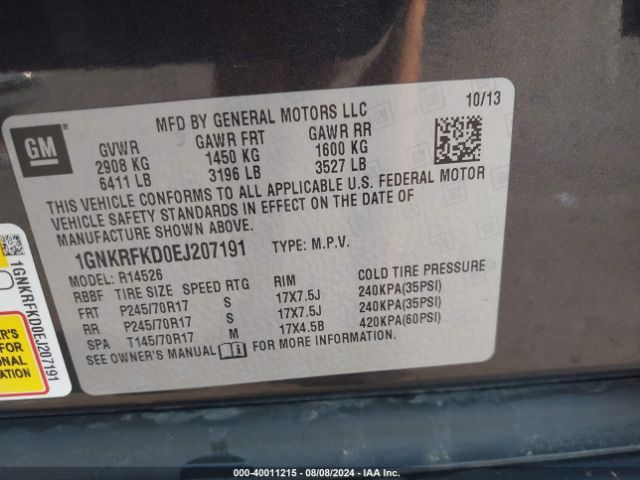 GM
MFD BY GENERAL MOTORS LLC
10/13
GVWR GAWR FRT GAWR RR
2908 KG 1450 KG 1600 KG
6411 LB 3196 LB 3527 LB
THIS VEHICLE CONFORMS TO ALL APPLICABLE U.S. FEDERAL MOTOR
VEHICLE SAFETY STANDARDS IN EFFECT ON THE DATE OF
MANUFACTURE SHOWN ABOVE.
1GNKRFKD0EJ207191 TYPE: M.P.V.
MODEL: R14526
RBBF TIRE SIZE SPEED RTG RIM COLD TIRE PRESSURE
FRT P245/70R17 S 17X7.5J 240KPA(35PSI)
RR P245/70R17 S 17X7.5J 240KPA(35PSI)
SPA T145/70R17 M 17X4.5B 420KPA(60PSI)
SEE OWNER'S MANUAL FOR MORE INFORMATION.
1GNKRFKD0EJ207191
S FOR
ONAL
ATION
000-40011215 - 08/08/2024 - IAA Inc.